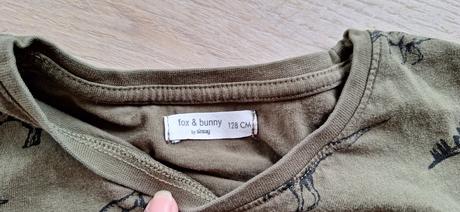 fox & bunny
by sinsay
128 CM